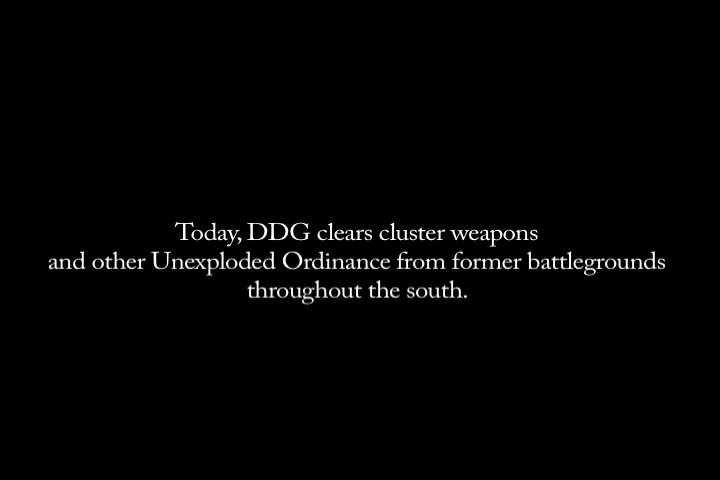 Today, DDG clears cluster weapons
and other Unexploded Ordinance from former battlegrounds
throughout the south.